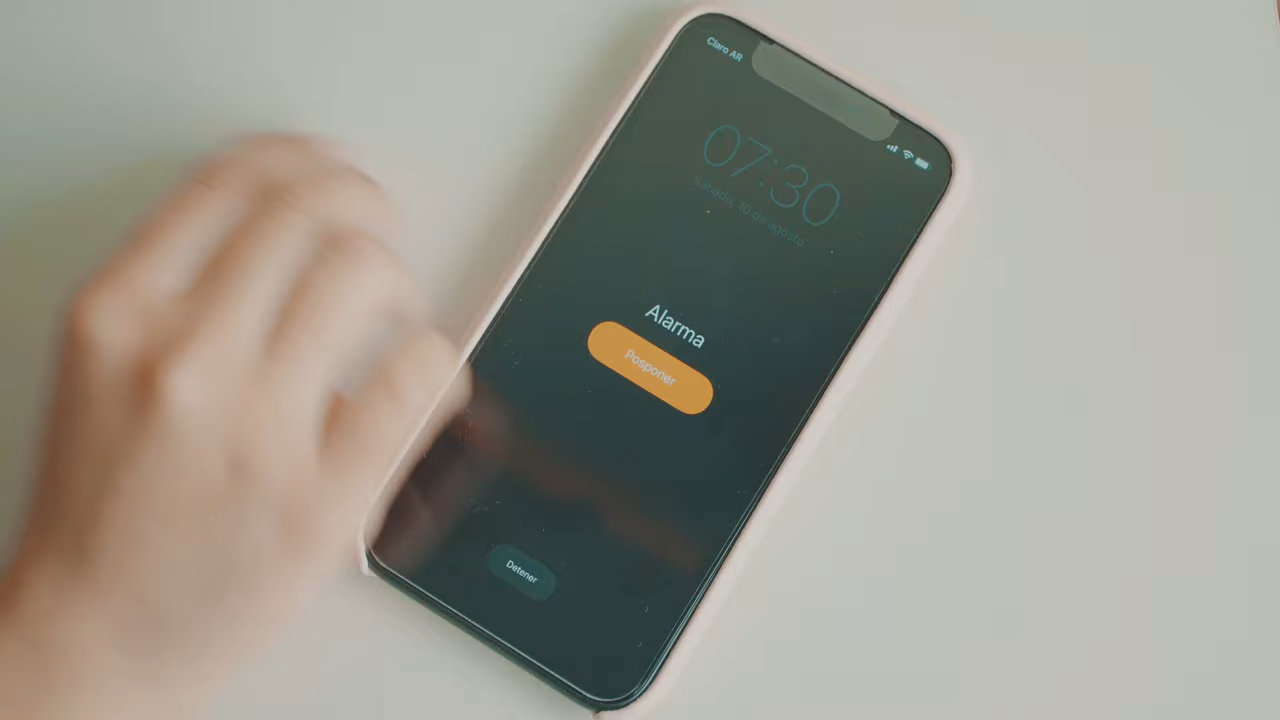 Claro AR
07:30
sábado, 10 de agosto
Alarma
Posponer
Detener